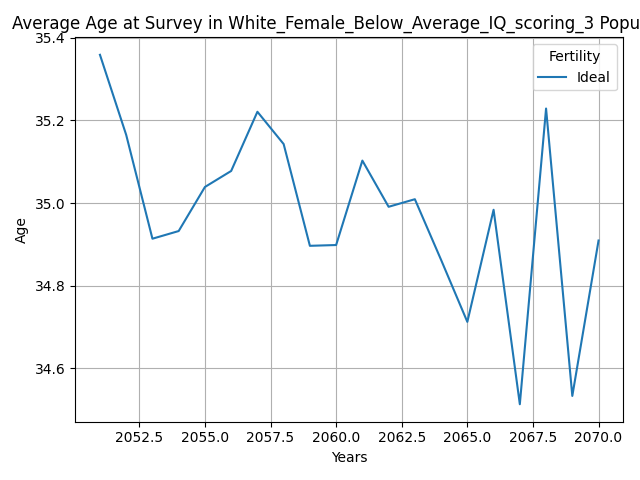 Average Age at Survey in White_Female_Below_Average_IQ_scoring_3 Popu
35.4
35.2
35.0
34.8
34.6
Age
Fertility
Ideal
2052.5 2055.0 2057.5 2060.0 2062.5 2065.0 2067.5 2070.0
Years